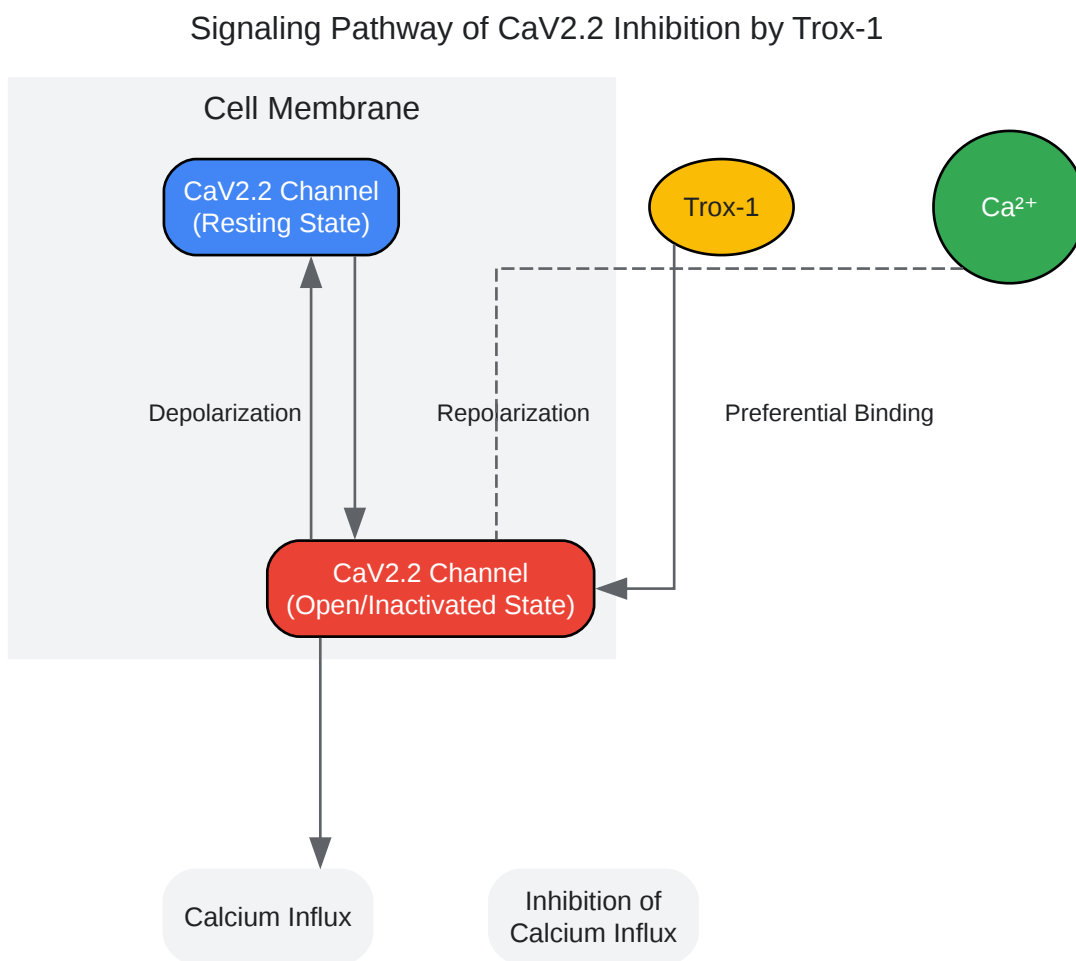 Signaling Pathway of CaV2.2 Inhibition by Trox-1
Cell Membrane
CaV2.2 Channel
(Resting State)
Trox-1
Ca²⁺
Depolarization
Repolarization
Preferential Binding
CaV2.2 Channel
(Open/Inactivated State)
Calcium Influx
Inhibition of
Calcium Influx